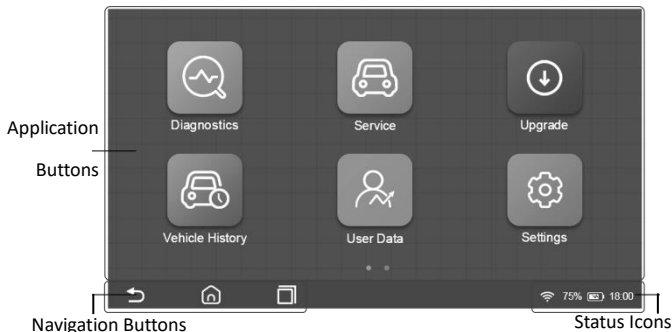 Diagnostics
Service
Upgrade
Application
Buttons
Vehicle History
User Data
Settings
75% 18:00
Navigation Buttons
Status Icons